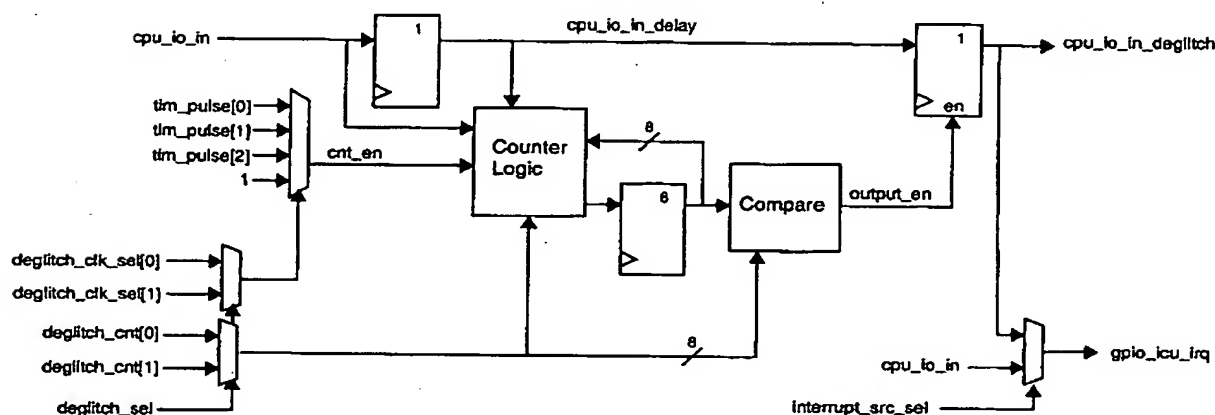 cpu_io_in
1
cpu_io_in_delay
1
cpu_io_in_deglitch
en
tim_pulse[0]
tim_pulse[1]
tim_pulse[2]
1
cnt_en
Counter
Logic
8
6
Compare
output_en
deglitch_clk_sel[0]
deglitch_clk_sel[1]
deglitch_cnt[0]
deglitch_cnt[1]
deglitch_sel
8
cpu_io_in
gpio_icu_irq
interrupt_src_sel